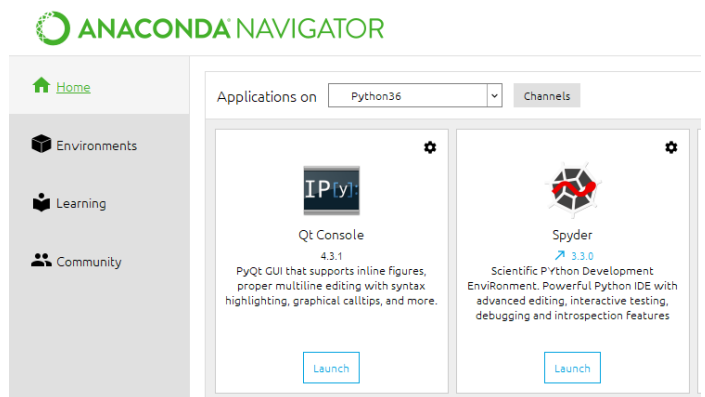 ANACONDA NAVIGATOR
Home
Applications on Python36 Channels
Environments
Learning
Community
IP[y]:
Qt Console
4.3.1
PyQt GUI that supports inline figures,
proper multiline editing with syntax
highlighting, graphical calltips, and more.
Launch
Spyder
3.3.0
Scientific PYthon Development
EnviRonment. Powerful Python IDE with
advanced editing, interactive testing,
debugging and introspection features
Launch